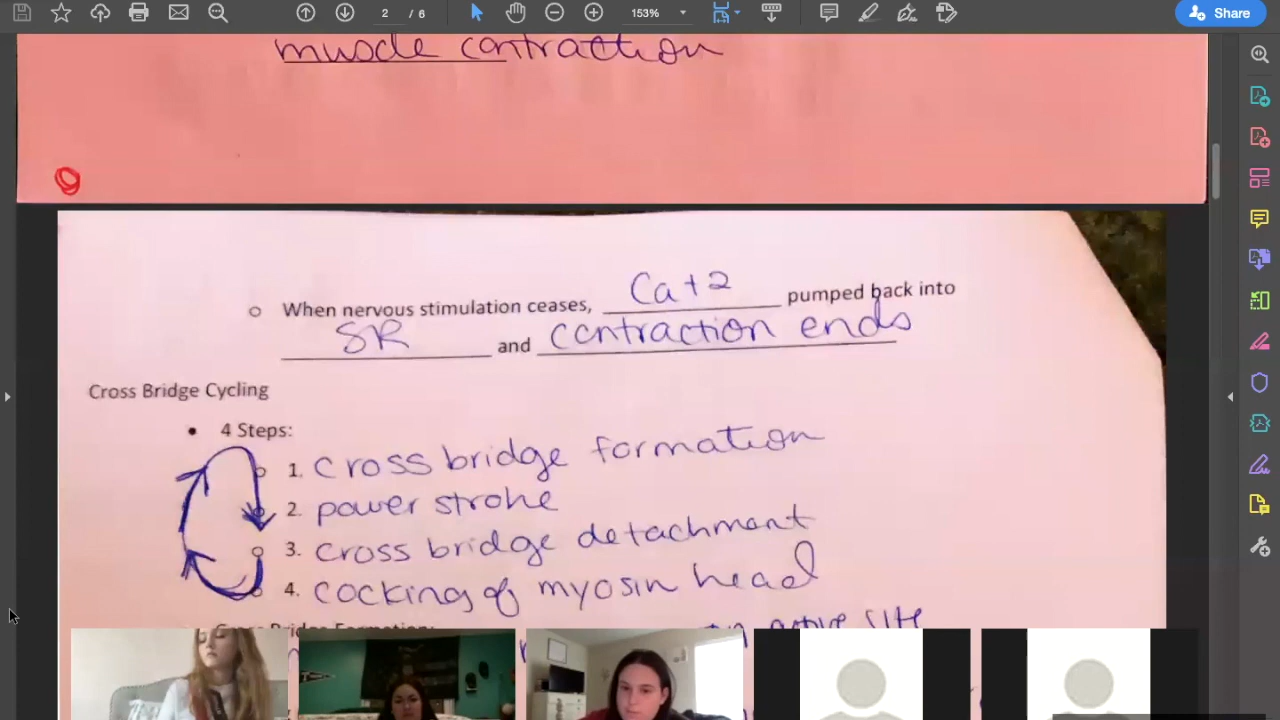 2 / 6
153%
Share
muscle contraction
When nervous stimulation ceases, Ca+2 pumped back into
SR and contraction ends
Cross Bridge Cycling
4 Steps:
1. cross bridge formation
2. power stroke
3. cross bridge detachment
4. cocking of myosin head
active site